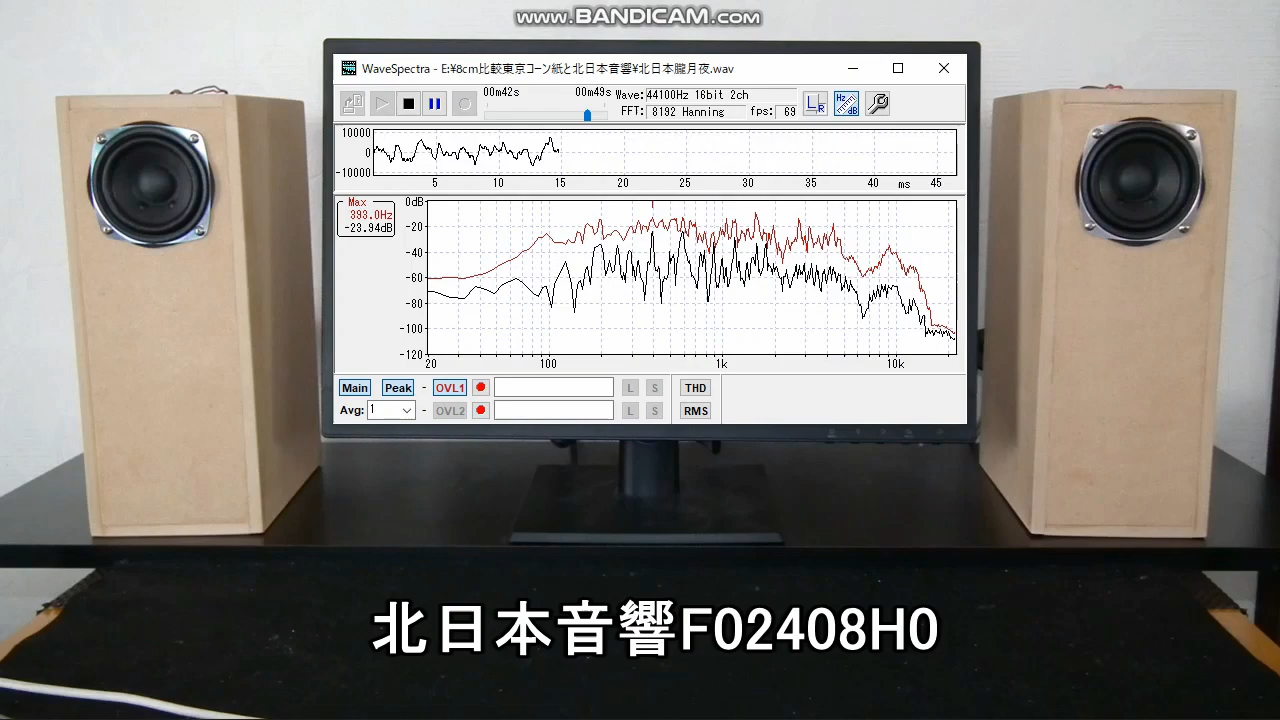 www.BANDICAM.com
WaveSpectra - E:¥8cm比較東京コーン紙と北日本音響¥北日本朧月夜.wav
00m42s 00m49s
Wave: 44100Hz 16bit 2ch
FFT: 8192 Hanning fps: 69
L R
Hz dB
10000
0
-10000
5 10 15 20 25 30 35 40 ms 45
Max
393.0Hz
-23.94dB
0dB
-20
-40
-60
-80
-100
-120
20 100 1k 10k
Main Peak - OVL1 L S THD
Avg: 1 - OVL2 L S RMS
北日本音響F02408H0